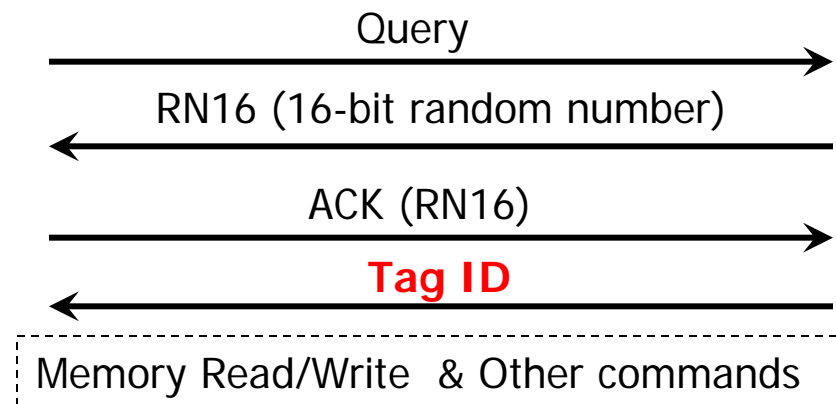 Query
RN16 (16-bit random number)
ACK (RN16)
Tag ID
Memory Read/Write & Other commands